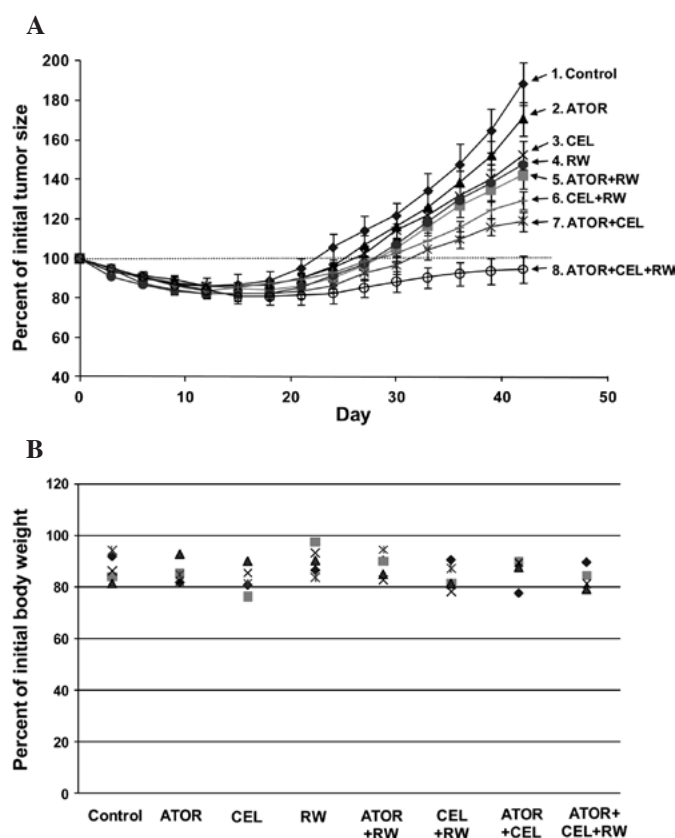 A
Percent of initial tumor size
200
180
160
140
120
100
80
60
40
0
10
20
30
40
50
Day
1. Control
2. ATOR
3. CEL
4. RW
5. ATOR+RW
6. CEL+RW
7. ATOR+CEL
8. ATOR+CEL+RW
B
Percent of initial body weight
120
100
80
60
40
20
0
Control
ATOR
CEL
RW
ATOR
+RW
CEL
+RW
ATOR
+CEL
ATOR+
CEL+RW